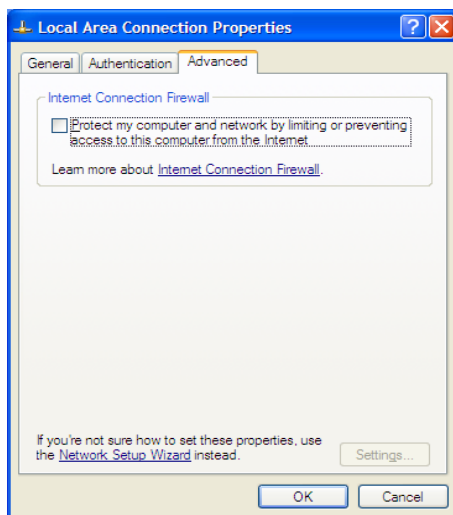 Local Area Connection Properties
General Authentication Advanced
Internet Connection Firewall
Protect my computer and network by limiting or preventing
access to this computer from the Internet
Learn more about Internet Connection Firewall.
If you're not sure how to set these properties, use
the Network Setup Wizard instead.
Settings...
OK Cancel